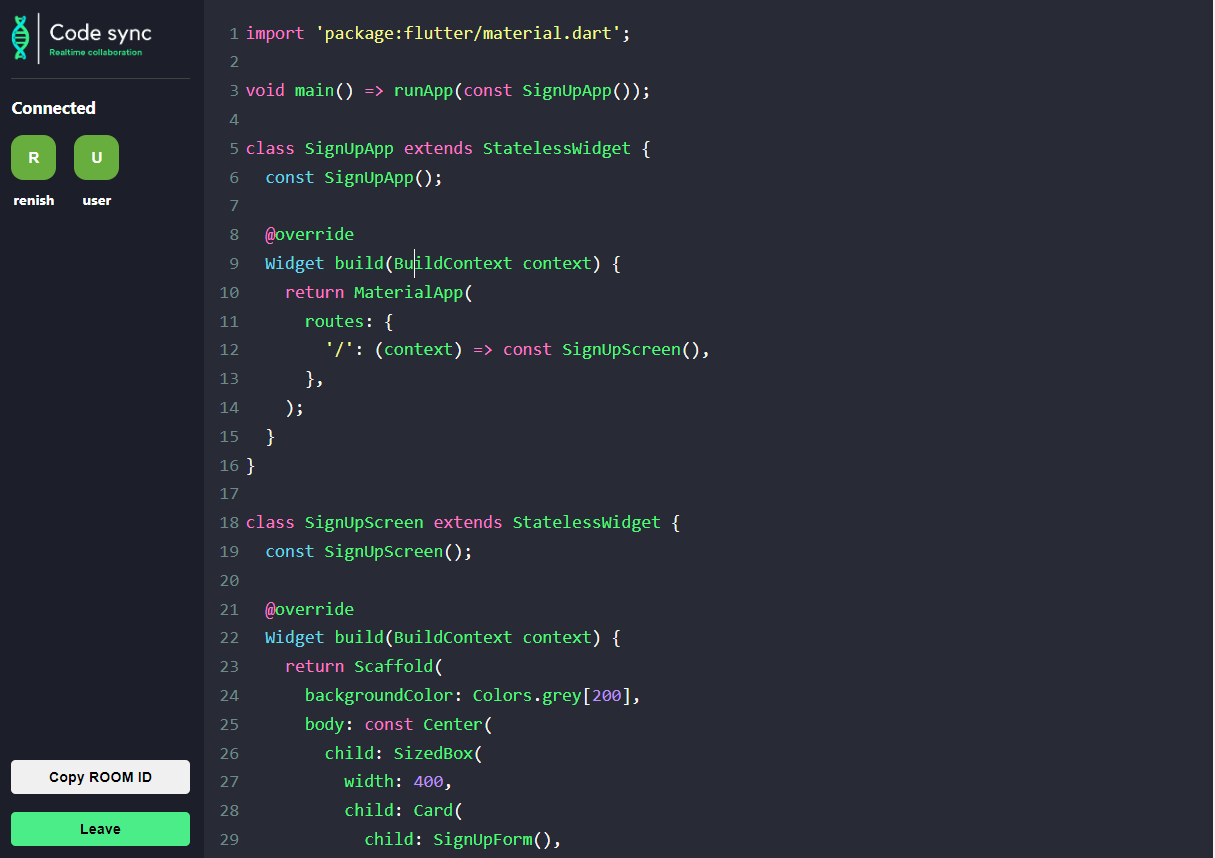 Code sync
Realtime collaboration
Connected
R
U
renish
user
Copy ROOM ID
Leave
1 import 'package:flutter/material.dart';
2
3 void main() => runApp(const SignUpApp());
4
5 class SignUpApp extends StatelessWidget {
6   const SignUpApp();
7
8   @override
9   Widget build(BuildContext context) {
10     return MaterialApp(
11       routes: {
12         '/': (context) => const SignUpScreen(),
13       },
14     );
15   }
16 }
17
18 class SignUpScreen extends StatelessWidget {
19   const SignUpScreen();
20
21   @override
22   Widget build(BuildContext context) {
23     return Scaffold(
24       backgroundColor: Colors.grey[200],
25       body: const Center(
26         child: SizedBox(
27           width: 400,
28           child: Card(
29             child: SignUpForm(),